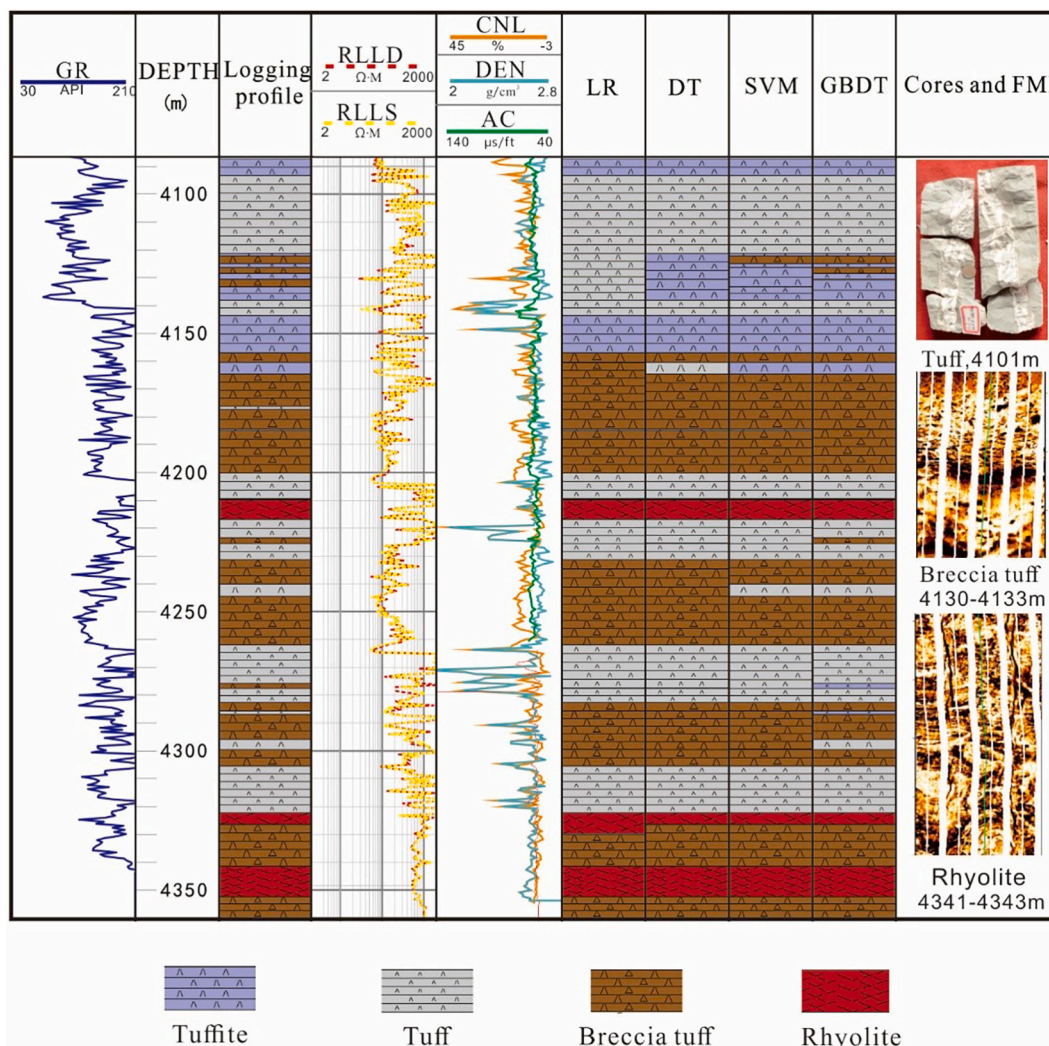 GR
30 API 210
DEPTH
(m)
Logging
profile
RLLD
2 Ω·M 2000
RLLS
2 Ω·M 2000
CNL
45 % -3
DEN
2 g/cm³ 2.8
AC
140 μs/ft 40
LR
DT
SVM
GBDT
Cores and FM
4100
4150
4200
4250
4300
4350
Tuff,4101m
Breccia tuff
4130-4133m
Rhyolite
4341-4343m
Tuffite
Tuff
Breccia tuff
Rhyolite